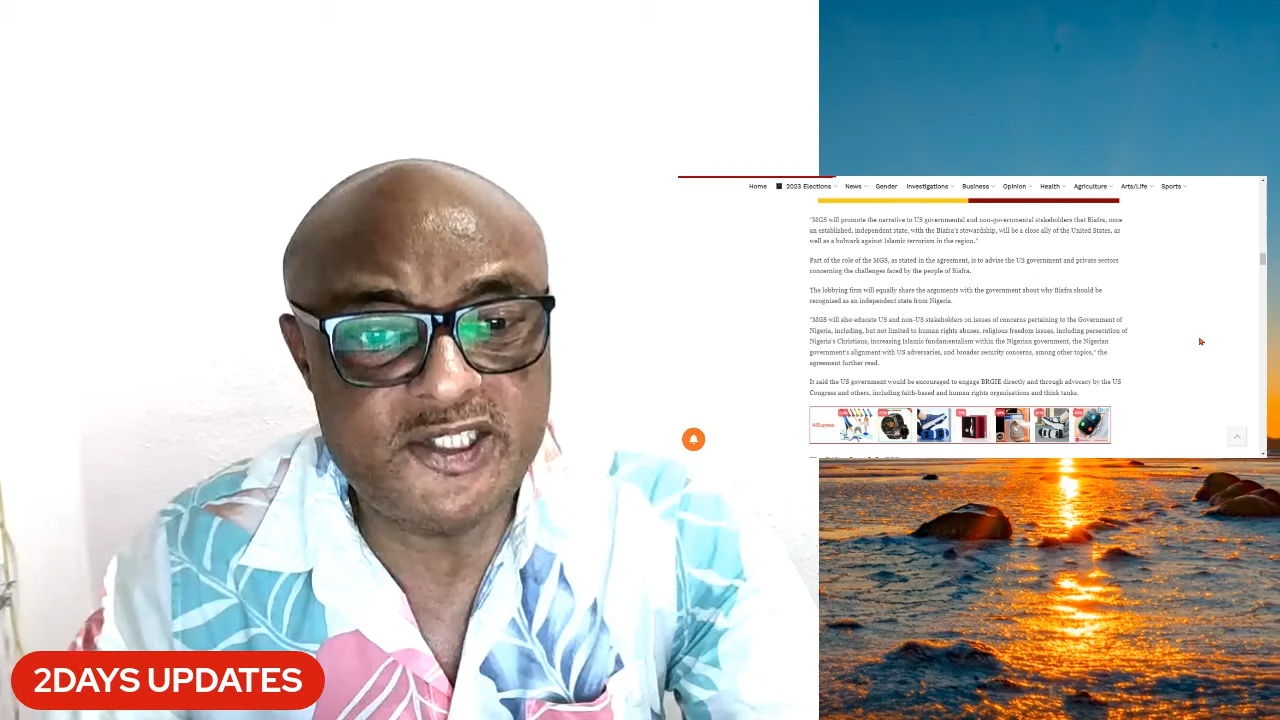 Home
2023 Elections
News
Gender
Investigations
Business
Opinion
Health
Agriculture
Arts/Life
Sports
"MGS will promote the narrative to US governmental and non-governmental stakeholders that Biafra, once
an established, independent state, with the Biafra's stewardship, will be a close ally of the United States, as
well as a bulwark against Islamic terrorism in the region."
Part of the role of the MGS, as stated in the agreement, is to advise the US government and private sectors
concerning the challenges faced by the people of Biafra.
The lobbying firm will equally share the arguments with the government about why Biafra should be
recognised as an independent state from Nigeria.
"MGS will also educate US and non-US stakeholders on issues of concerns pertaining to the Government of
Nigeria, including, but not limited to human rights abuses, religious freedom issues, including persecution of
Nigeria's Christians, increasing Islamic fundamentalism within the Nigerian government, the Nigerian
government's alignment with US adversaries, and broader security concerns, among other topics," the
agreement further read.
It said the US government would be encouraged to engage BRGIE directly and through advocacy by the US
Congress and others, including faith-based and human rights organisations and think tanks.
AliExpress
2DAYS UPDATES